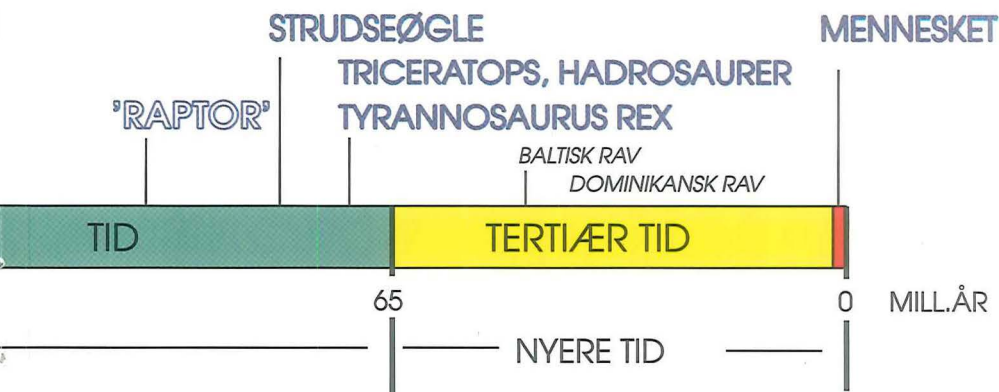 STRUDSEØGLE
MENNESKET
TRICERATOPS, HADROSAURER
'RAPTOR'
TYRANNOSAURUS REX
BALTISK RAV
DOMINIKANSK RAV
TID
TERTIÆR TID
65
0 MILL.ÅR
NYERE TID